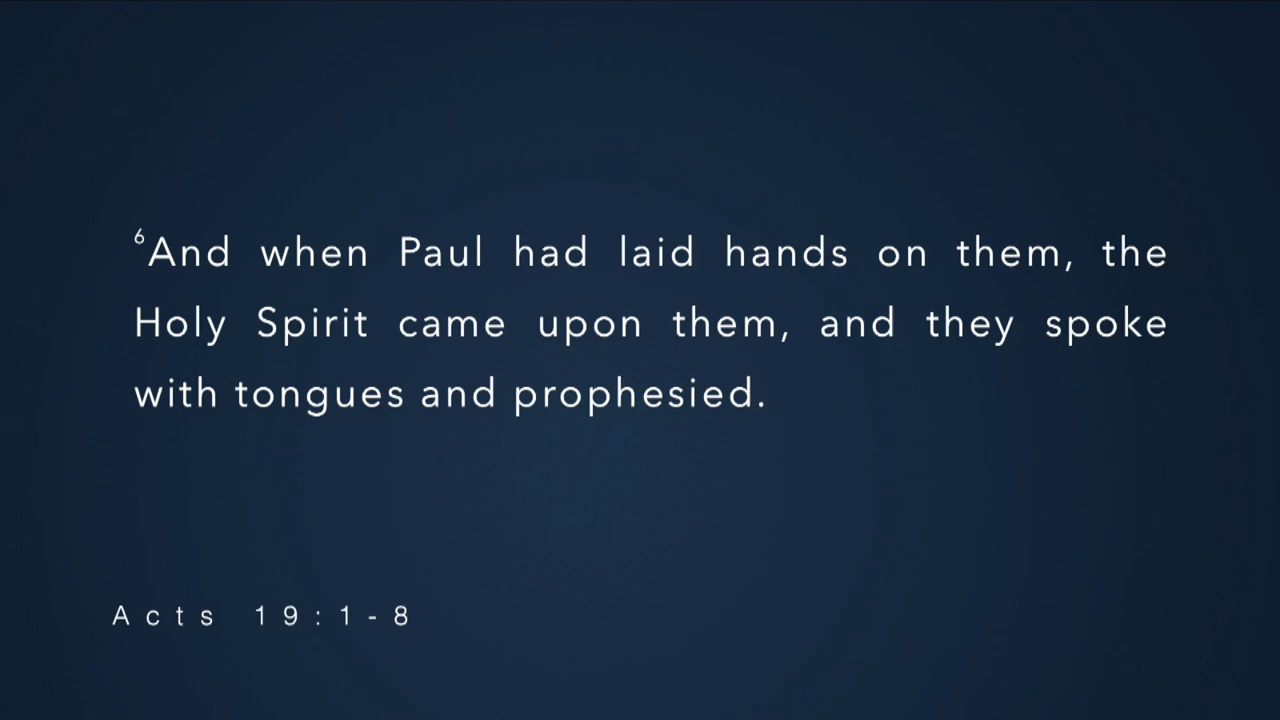 ⁶And when Paul had laid hands on them, the
Holy Spirit came upon them, and they spoke
with tongues and prophesied.
Acts 19:1-8